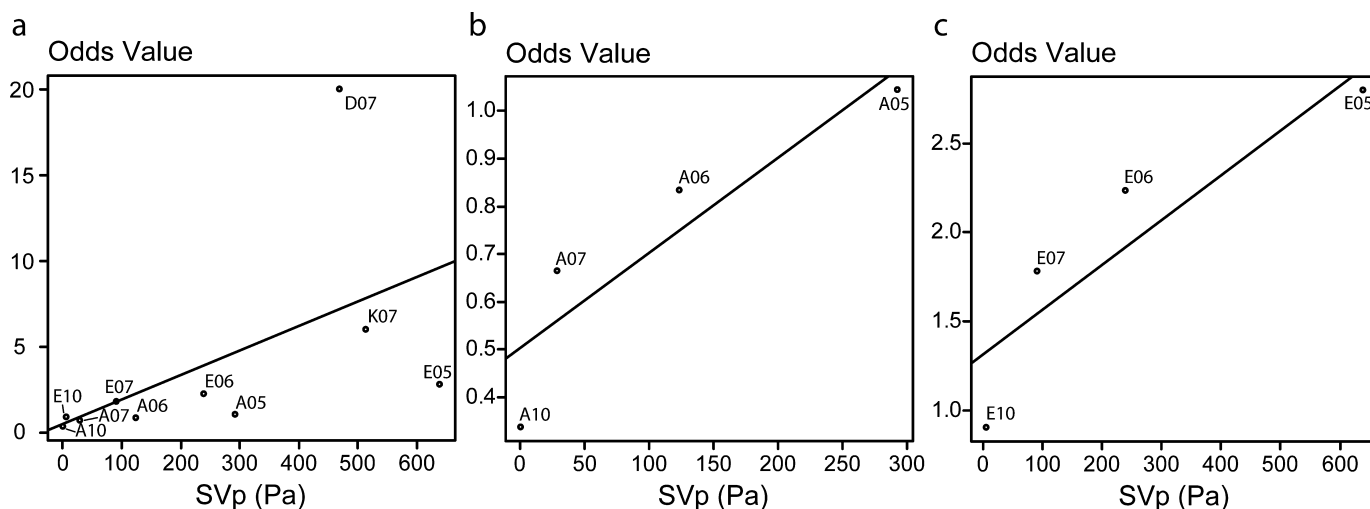 a
Odds Value
20
15
10
5
0
D07
K07
E05
E06
A05
E07
A06
E10
A07
A10
0 100 200 300 400 500 600
SVp (Pa)
b
Odds Value
1.0
0.9
0.8
0.7
0.6
0.5
0.4
A05
A06
A07
A10
0 50 100 150 200 250 300
SVp (Pa)
c
Odds Value
2.5
2.0
1.5
1.0
E05
E06
E07
E10
0 100 200 300 400 500 600
SVp (Pa)